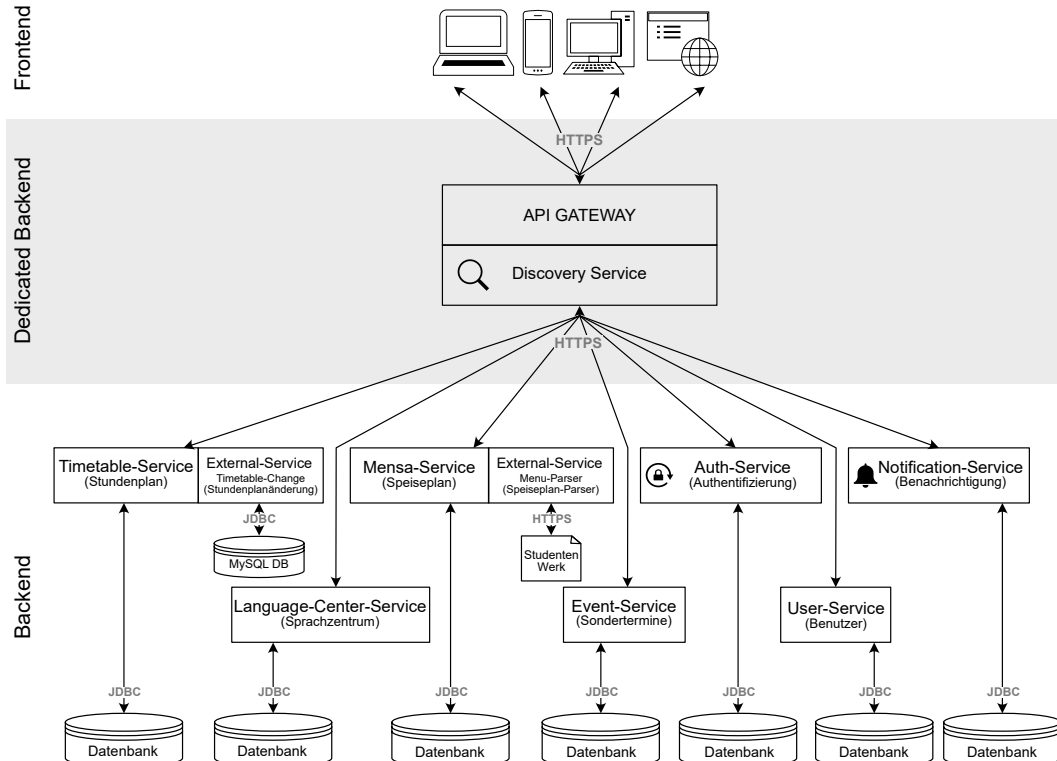 Frontend
HTTPS
Dedicated Backend
API GATEWAY
Discovery Service
HTTPS
Backend
Timetable-Service
(Stundenplan)
External-Service
Timetable-Change
(Stundenplanänderung)
Mensa-Service
(Speiseplan)
External-Service
Menu-Parser
(Speiseplan-Parser)
Auth-Service
(Authentifizierung)
Notification-Service
(Benachrichtigung)
JDBC
MySQL DB
HTTPS
Studenten
Werk
Language-Center-Service
(Sprachzentrum)
Event-Service
(Sondertermine)
User-Service
(Benutzer)
JDBC
JDBC
JDBC
JDBC
JDBC
JDBC
JDBC
Datenbank
Datenbank
Datenbank
Datenbank
Datenbank
Datenbank
Datenbank